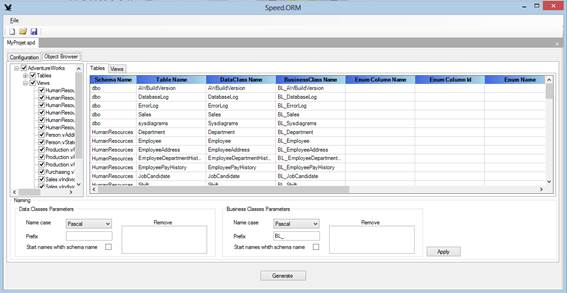 Speed.ORM
File
MyProjet.spd
Configuration Object Browser
AdventureWorks
Tables
Views
HumanResou
HumanResou
HumanResou
HumanResou
HumanResou
HumanResou
Person.vAddi
Person.vState
Production.vI
Production.vI
Production.vI
Purchasing.v
Sales.vIndivic
Sales.vIndivic
Tables Views
Schema Name Table Name DataClass Name BusinessClass Name Enum Column Name Enum Column Id Enum Name
dbo AWBuildVersion AWBuildVersion BL_AWBuildVersion
dbo DatabaseLog DatabaseLog BL_DatabaseLog
dbo ErrorLog ErrorLog BL_ErrorLog
dbo Sales Sales BL_Sales
dbo sysdiagrams Sysdiagrams BL_Sysdiagrams
HumanResources Department Department BL_Department
HumanResources Employee Employee BL_Employee
HumanResources EmployeeAddress EmployeeAddress BL_EmployeeAddress
HumanResources EmployeeDepartmentHist... EmployeeDepartmentHist... BL_EmployeeDepartment...
HumanResources EmployeePayHistory EmployeePayHistory BL_EmployeePayHistory
HumanResources JobCandidate JobCandidate BL_JobCandidate
HumanResources Shift Shift BL_Shift
Naming
Data Classes Parameters
Name case Pascal Remove
Prefix
Start names whith schema name
Business Classes Parameters
Name case Pascal Remove
Prefix BL_
Start names whith schema name
Apply
Generate